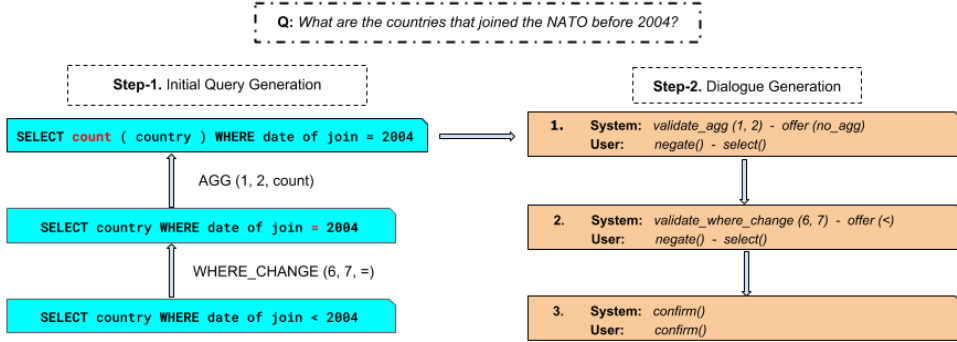 Q: What are the countries that joined the NATO before 2004?
Step-1. Initial Query Generation
SELECT count ( country ) WHERE date of join = 2004
AGG (1, 2, count)
SELECT country WHERE date of join = 2004
WHERE_CHANGE (6, 7, =)
SELECT country WHERE date of join < 2004
Step-2. Dialogue Generation
1. System: validate_agg (1, 2) - offer (no_agg)
User: negate() - select()
2. System: validate_where_change (6, 7) - offer (<)
User: negate() - select()
3. System: confirm()
User: confirm()